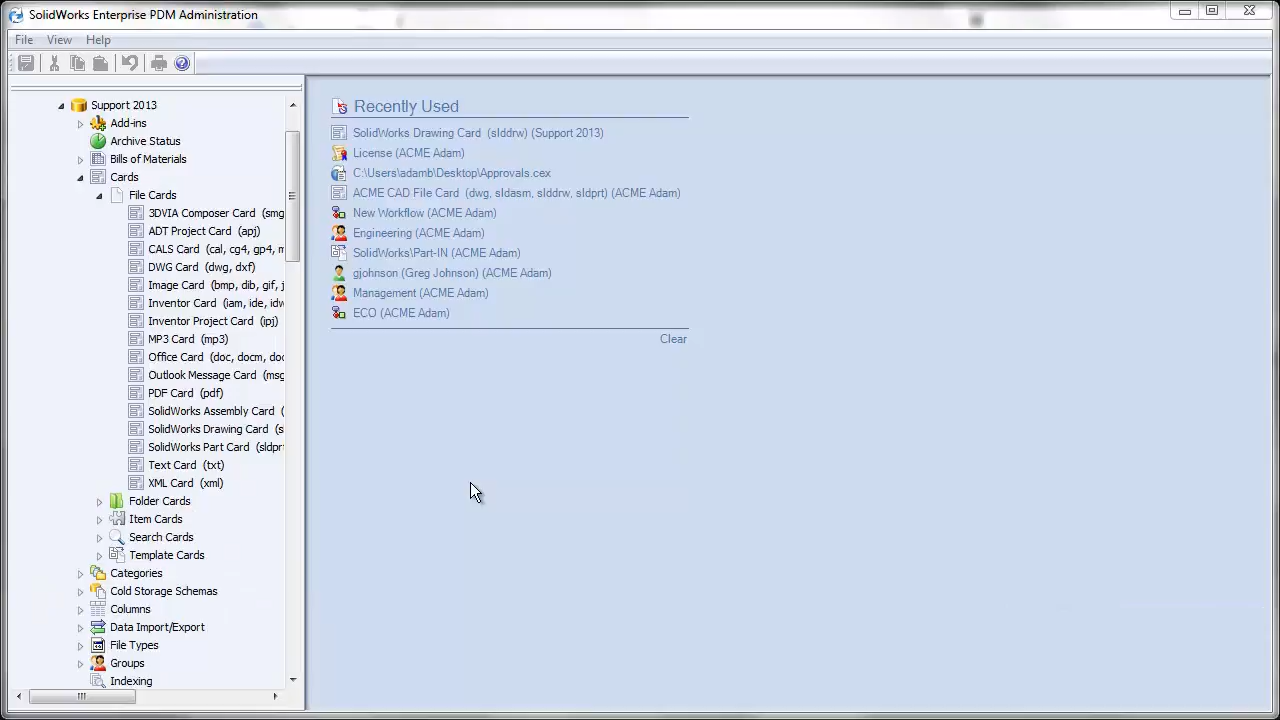 SolidWorks Enterprise PDM Administration
File View Help
Support 2013
Add-ins
Archive Status
Bills of Materials
Cards
File Cards
3DVIA Composer Card (smg
ADT Project Card (apj)
CALS Card (cal, cg4, gp4, m
DWG Card (dwg, dxf)
Image Card (bmp, dib, gif, j
Inventor Card (iam, ide, idw
Inventor Project Card (ipj)
MP3 Card (mp3)
Office Card (doc, docm, doc
Outlook Message Card (msg
PDF Card (pdf)
SolidWorks Assembly Card (
SolidWorks Drawing Card (s
SolidWorks Part Card (sldprt
Text Card (txt)
XML Card (xml)
Folder Cards
Item Cards
Search Cards
Template Cards
Categories
Cold Storage Schemas
Columns
Data Import/Export
File Types
Groups
Indexing
Recently Used
SolidWorks Drawing Card (slddrw) (Support 2013)
License (ACME Adam)
C:\Users\adamb\Desktop\Approvals.cex
ACME CAD File Card (dwg, sldasm, slddrw, sldprt) (ACME Adam)
New Workflow (ACME Adam)
Engineering (ACME Adam)
SolidWorks\Part-IN (ACME Adam)
gjohnson (Greg Johnson) (ACME Adam)
Management (ACME Adam)
ECO (ACME Adam)
Clear